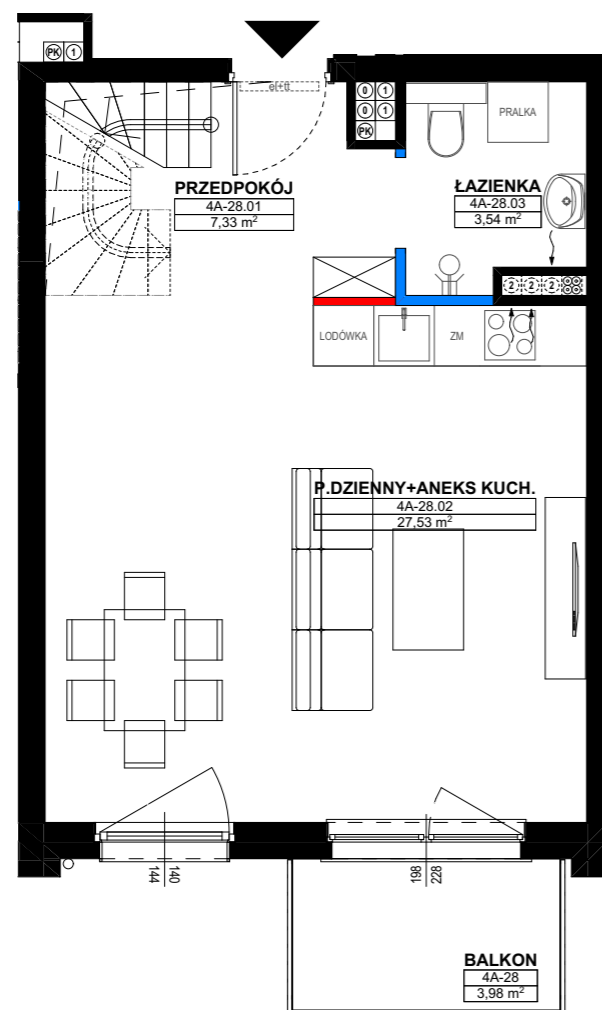 PK 1
el+tt
0 1
0 1
PK
PRALKA
PRZEDPOKÓJ
4A-28.01
7,33 m²
ŁAZIENKA
4A-28.03
3,54 m²
2 2 2
LODÓWKA
ZM
P.DZIENNY+ANEKS KUCH.
4A-28.02
27,53 m²
144
140
198
228
BALKON
4A-28
3,98 m²